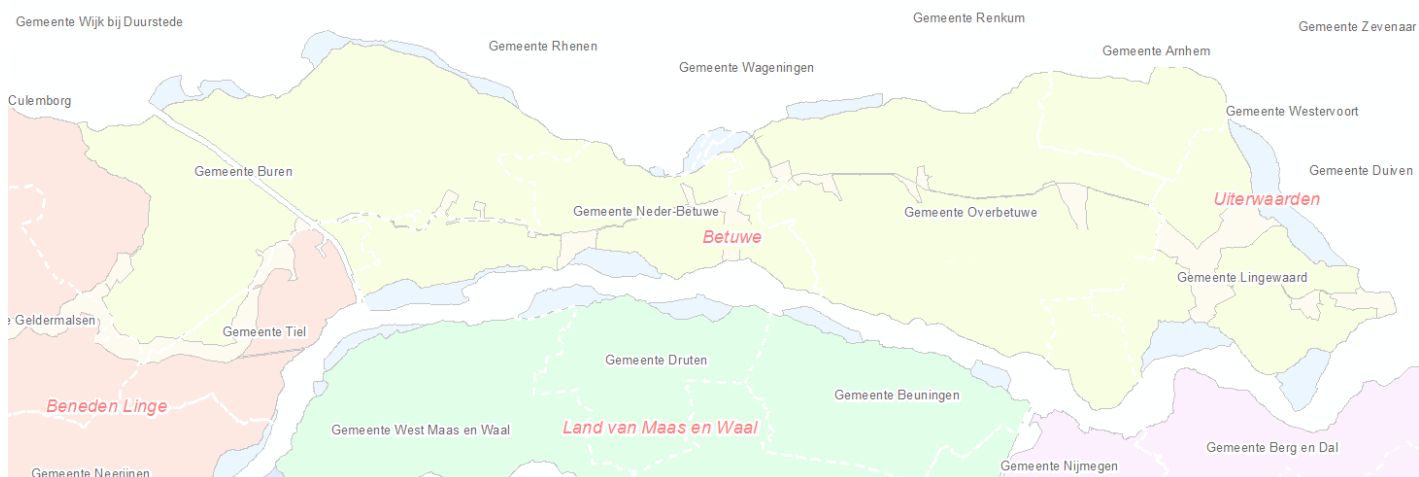 Gemeente Wijk bij Duurstede
Gemeente Renkum
Gemeente Zevenaar
Gemeente Rhenen
Gemeente Arnhem
Gemeente Wageningen
Culemborg
Gemeente Westervoort
Gemeente Buren
Gemeente Duiven
Uiterwaarden
Gemeente Neder-Betuwe
Gemeente Overbetuwe
Betuwe
Gemeente Lingewaard
e Geldermalsen
Gemeente Tiel
Gemeente Druten
Gemeente Beuningen
Beneden Linge
Land van Maas en Waal
Gemeente West Maas en Waal
Gemeente Berg en Dal
Gemeente Nijmegen
Gemeente Neerijnen